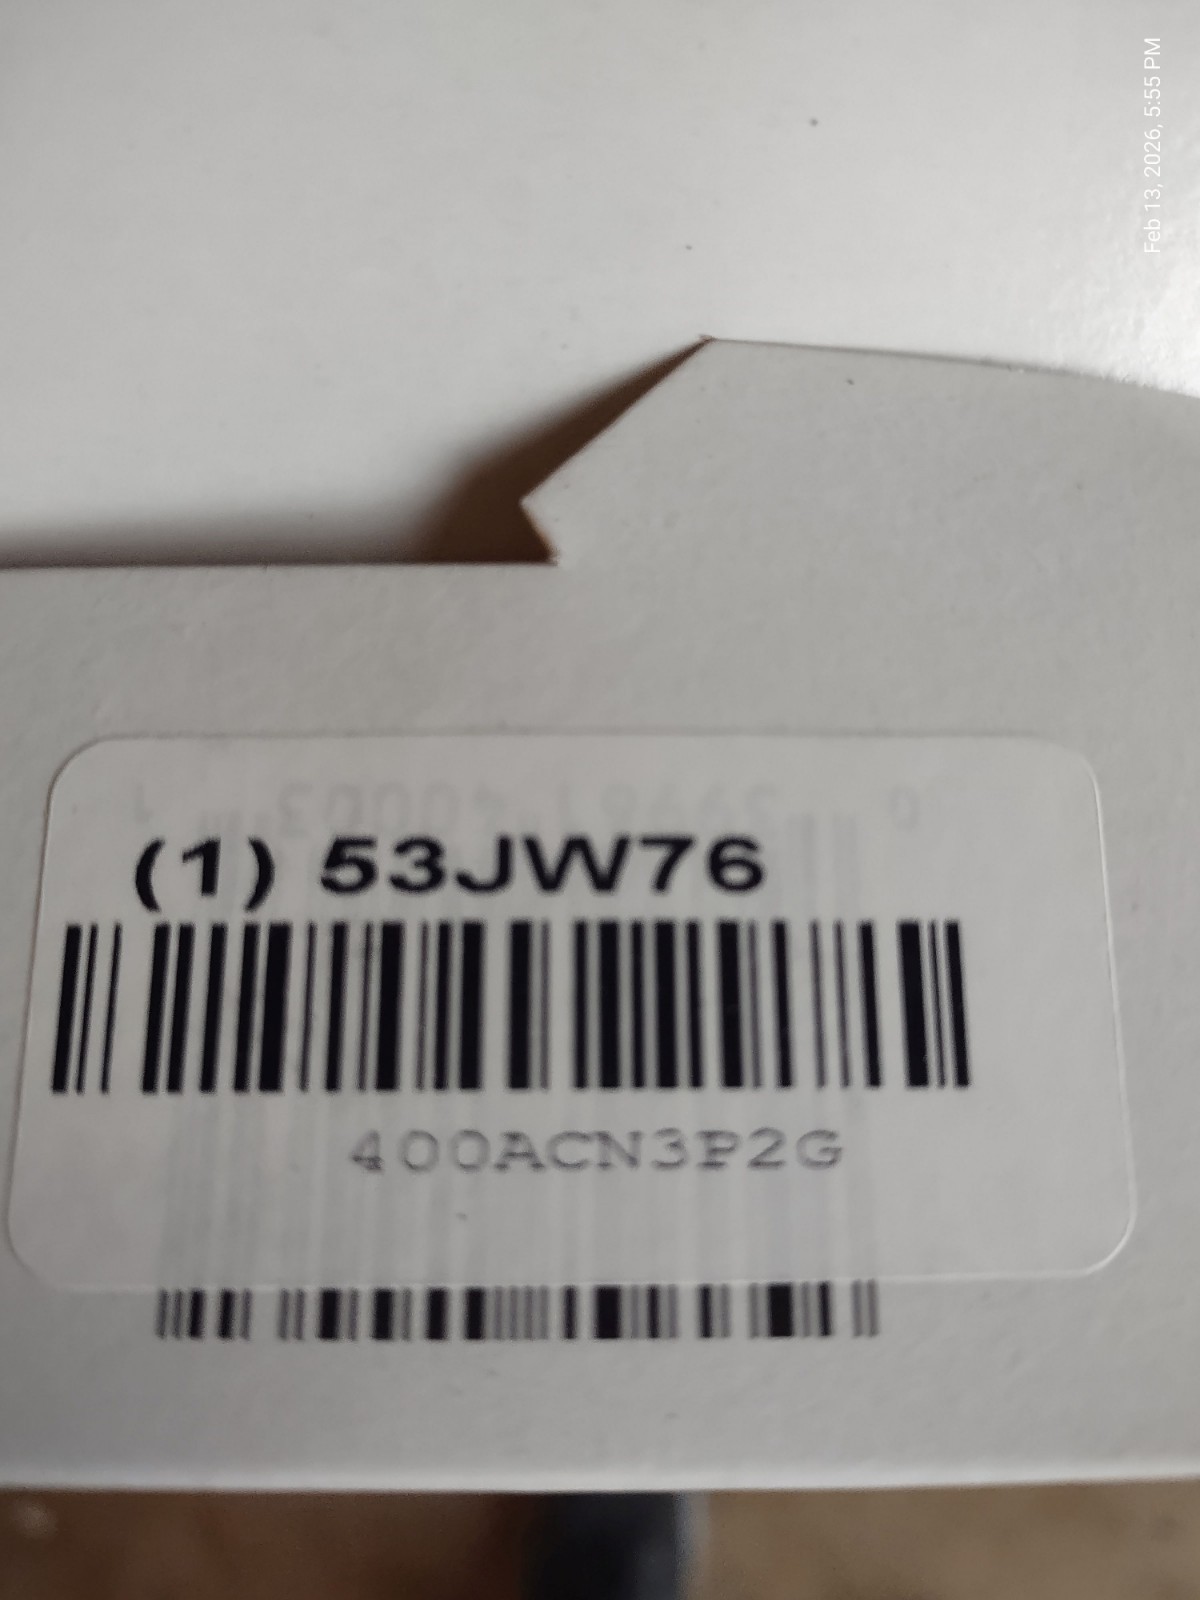 Feb 13, 2026, 5:55 PM
(1) 53JW76
400ACN3P2G